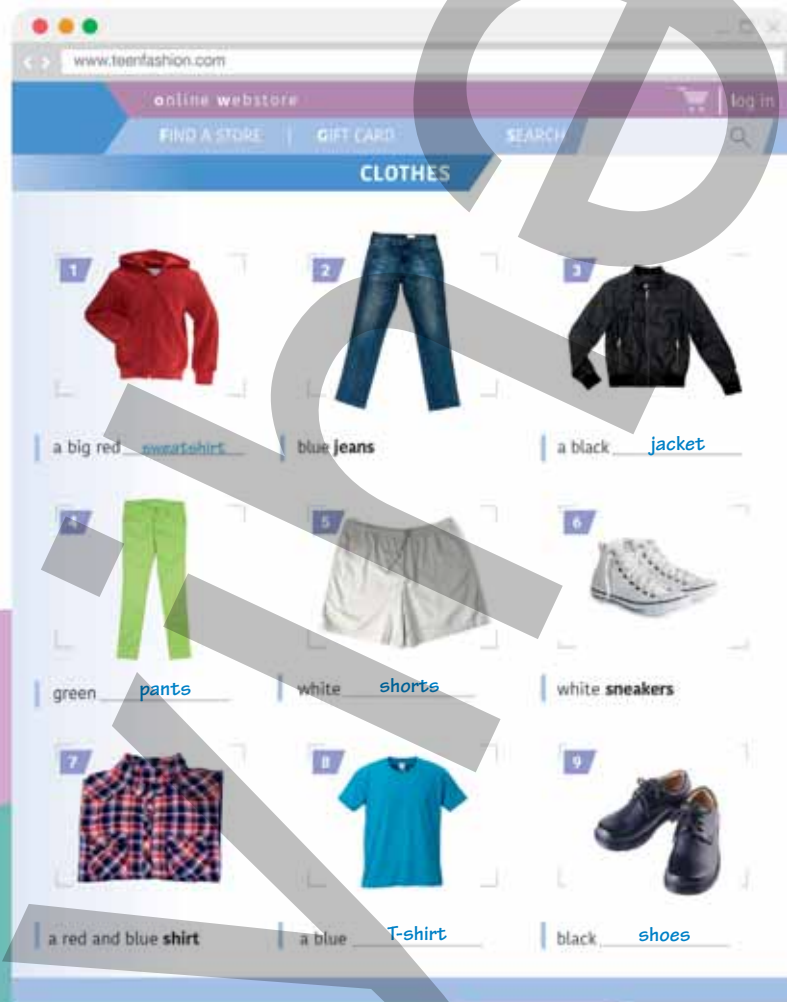 www.teenfashion.com
online webstore
log in
FIND A STORE | GIFT CARD
SEARCH
CLOTHES
1
2
3
a big red sweatshirt
blue jeans
a black jacket
4
5
6
green pants
white shorts
white sneakers
7
8
9
a red and blue shirt
a blue T-shirt
black shoes